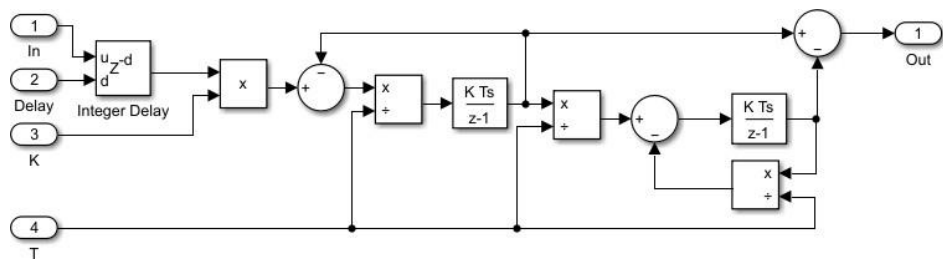 1
In
2
Delay
3
K
4
T
u
d
Z-d
Integer Delay
x
+
−
x
÷
K Ts
z-1
x
÷
+
−
K Ts
z-1
x
÷
+
−
1
Out